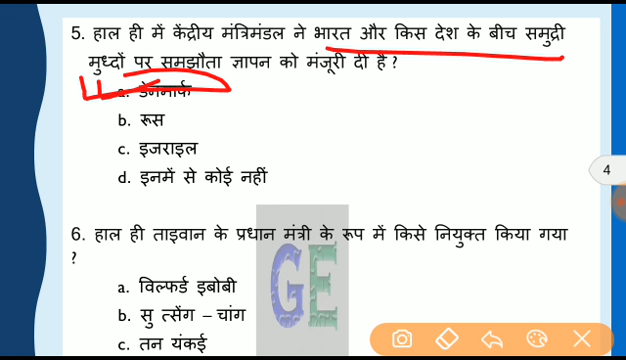 5. हाल ही में केंद्रीय मंत्रिमंडल ने भारत और किस देश के बीच समुद्री
मुध्दों पर समझौता ज्ञापन को मंजूरी दी है ?
a. डेनमार्क
b. रूस
c. इजराइल
d. इनमें से कोई नहीं
4
6. हाल ही ताइवान के प्रधान मंत्री के रूप में किसे नियुक्त किया गया
?
a. विल्फर्ड इबोबी
b. सु त्सेंग – चांग
c. तन यंकई
GE